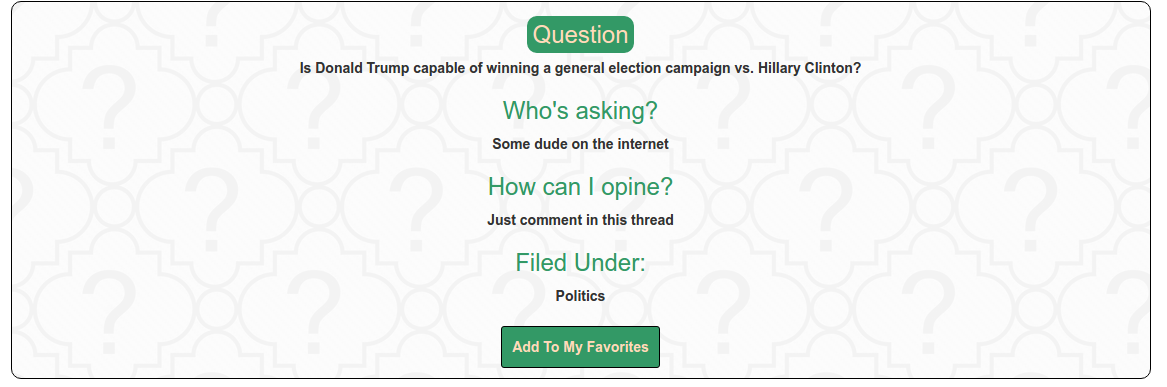 Question
Is Donald Trump capable of winning a general election campaign vs. Hillary Clinton?
Who's asking?
Some dude on the internet
How can I opine?
Just comment in this thread
Filed Under:
Politics
Add To My Favorites